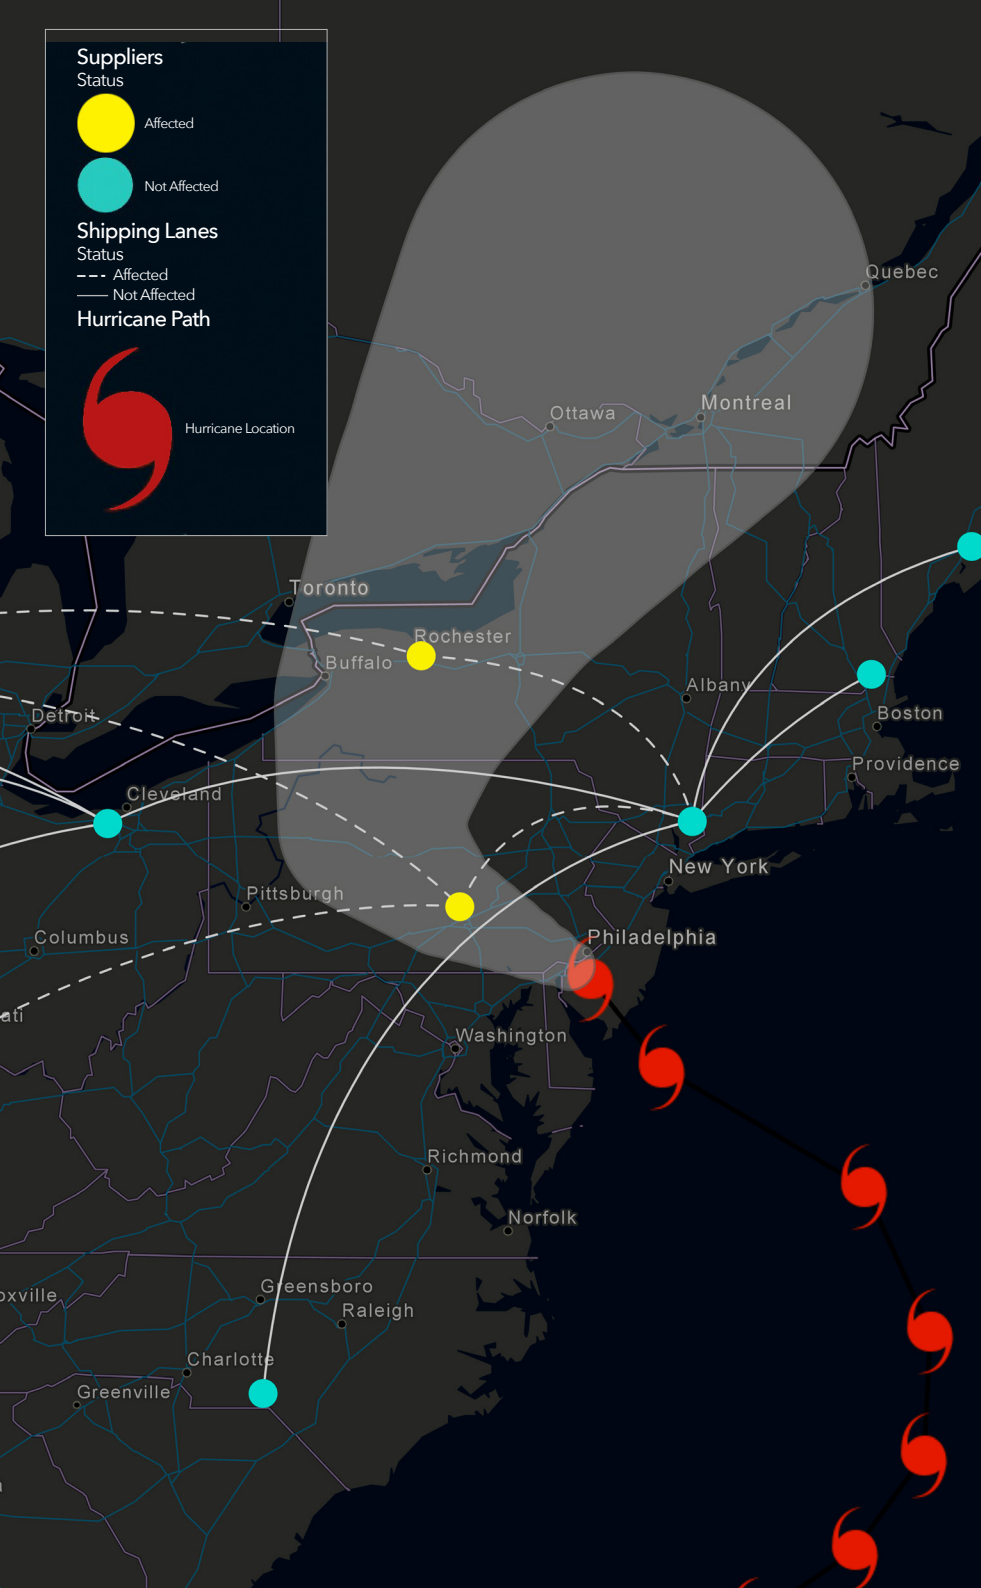 Suppliers
Status
Affected
Not Affected
Shipping Lanes
Status
Affected
Not Affected
Hurricane Path
Hurricane Location
Quebec
Montreal
Ottawa
Toronto
Rochester
Buffalo
Albany
Detroit
Boston
Providence
Cleveland
New York
Pittsburgh
Columbus
Philadelphia
ati
Washington
Richmond
Norfolk
Greensboro
oxville
Raleigh
Charlotte
Greenville